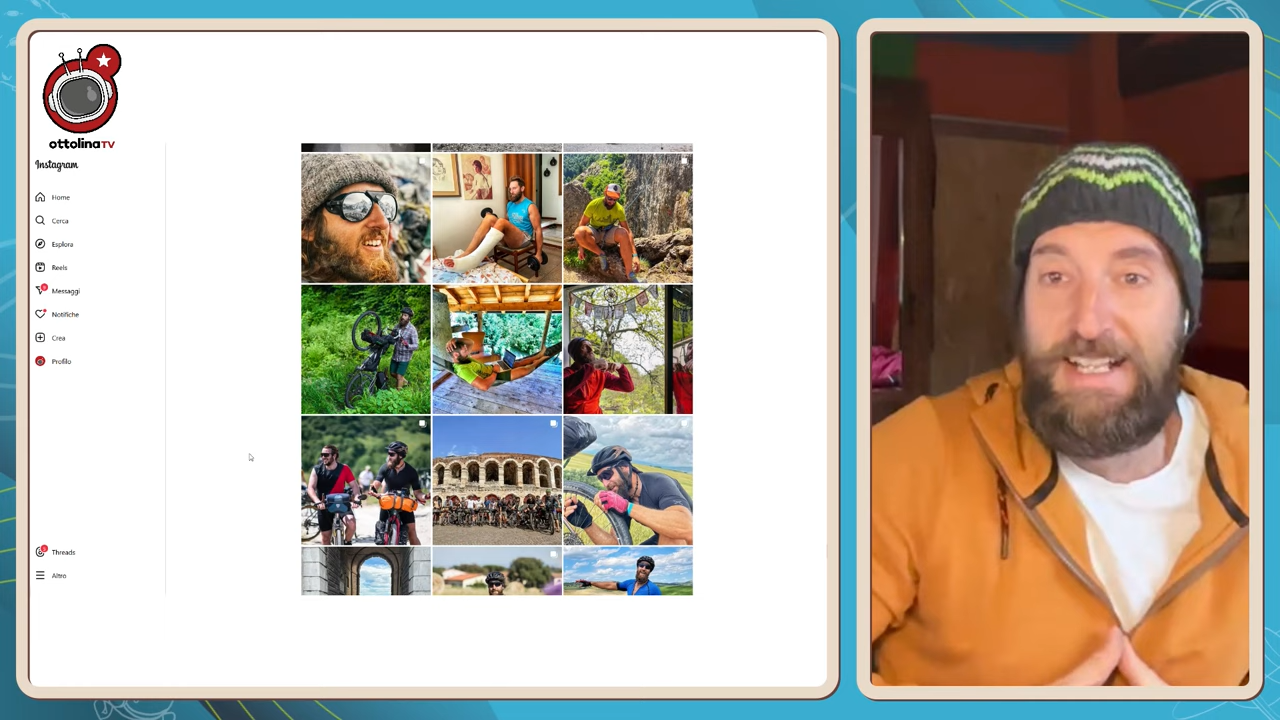 ottolinaTV
Instagram
Home
Cerca
Esplora
Reels
Messaggi
Notifiche
Crea
Profilo
Threads
Altro